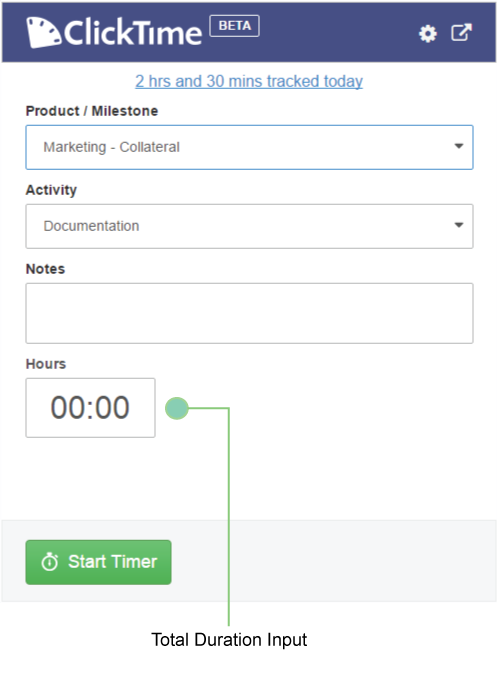 ClickTime BETA
2 hrs and 30 mins tracked today
Product / Milestone
Marketing - Collateral
Activity
Documentation
Notes
Hours
00:00
Start Timer
Total Duration Input